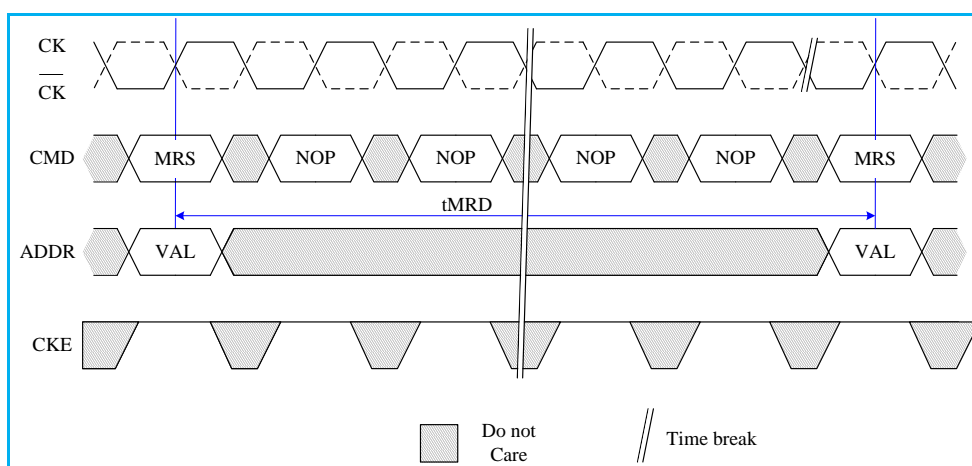 CK
CK
CMD MRS NOP NOP NOP NOP MRS
tMRD
ADDR VAL VAL
CKE
Do not
Care
Time break